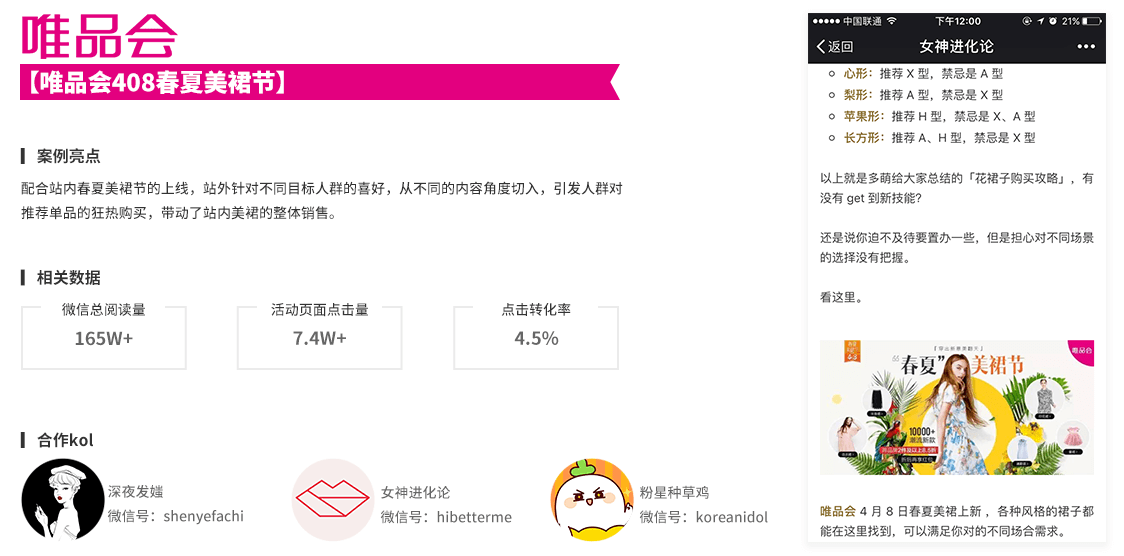 唯品会
【唯品会408春夏美裙节】
案例亮点
配合站内春夏美裙节的上线，站外针对不同目标人群的喜好，从不同的内容角度切入，引发人群对
推荐单品的狂热购买，带动了站内美裙的整体销售。
相关数据
微信总阅读量
165W+
活动页面点击量
7.4W+
点击转化率
4.5%
合作kol
深夜发媸
微信号：shenyefachi
女神进化论
微信号：hibetterme
粉星种草鸡
微信号：koreanidol
中国联通
下午12:00
21%
返回
女神进化论
心形：推荐 X 型，禁忌是 A 型
梨形：推荐 A 型，禁忌是 X 型
苹果形：推荐 H 型，禁忌是 X、A 型
长方形：推荐 A、H 型，禁忌是 X 型
以上就是多萌给大家总结的「花裙子购买攻略」，有
没有 get 到新技能?
还是说你迫不及待要置办一些，但是担心对不同场景
的选择没有把握。
看这里。
唯品会
“春夏”美裙节
10000+
潮流新款
唯品会 4 月 8 日春夏美裙上新 ，各种风格的裙子都
能在这里找到，可以满足你对的不同场合需求。